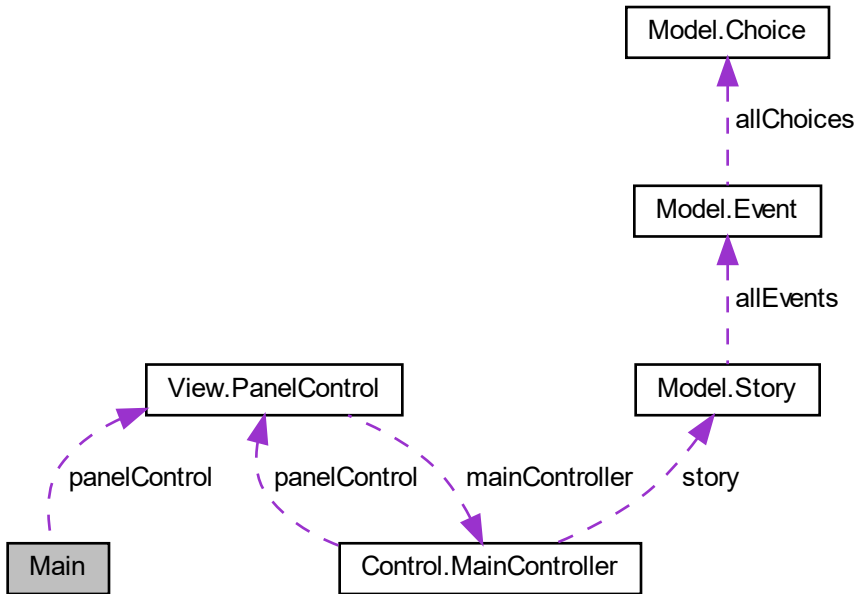 Model.Choice
allChoices
Model.Event
allEvents
View.PanelControl
Model.Story
panelControl
panelControl
mainController
story
Main
Control.MainController